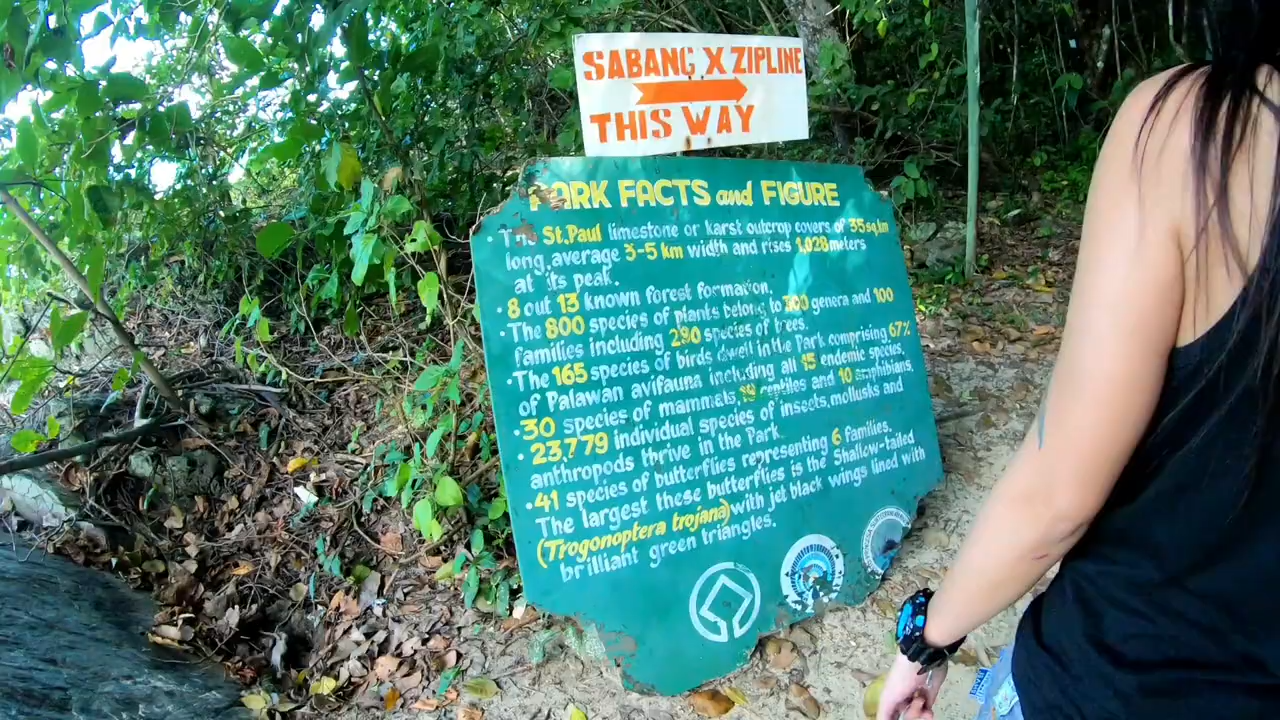 SABANG X ZIPLINE
THIS WAY
PARK FACTS and FIGURE
• The St.Paul limestone or karst outcrop covers of 35sq.km
long, average 3-5 km width and rises 1,028meters
at its peak.
• 8 out 13 known forest formation.
• The 800 species of plants belong to 300 genera and 100
families including 290 species of trees.
• The 165 species of birds dwell in the Park comprising 67%
of Palawan avifauna including all 15 endemic species.
• 30 species of mammals, 19 reptiles and 10 amphibians.
• 23,779 individual species of insects, mollusks and
anthropods thrive in the Park
• 41 species of butterflies representing 6 families.
The largest these butterflies is the Shallow-tailed
(Trogonoptera trojana) with jet black wings lined with
brilliant green triangles.